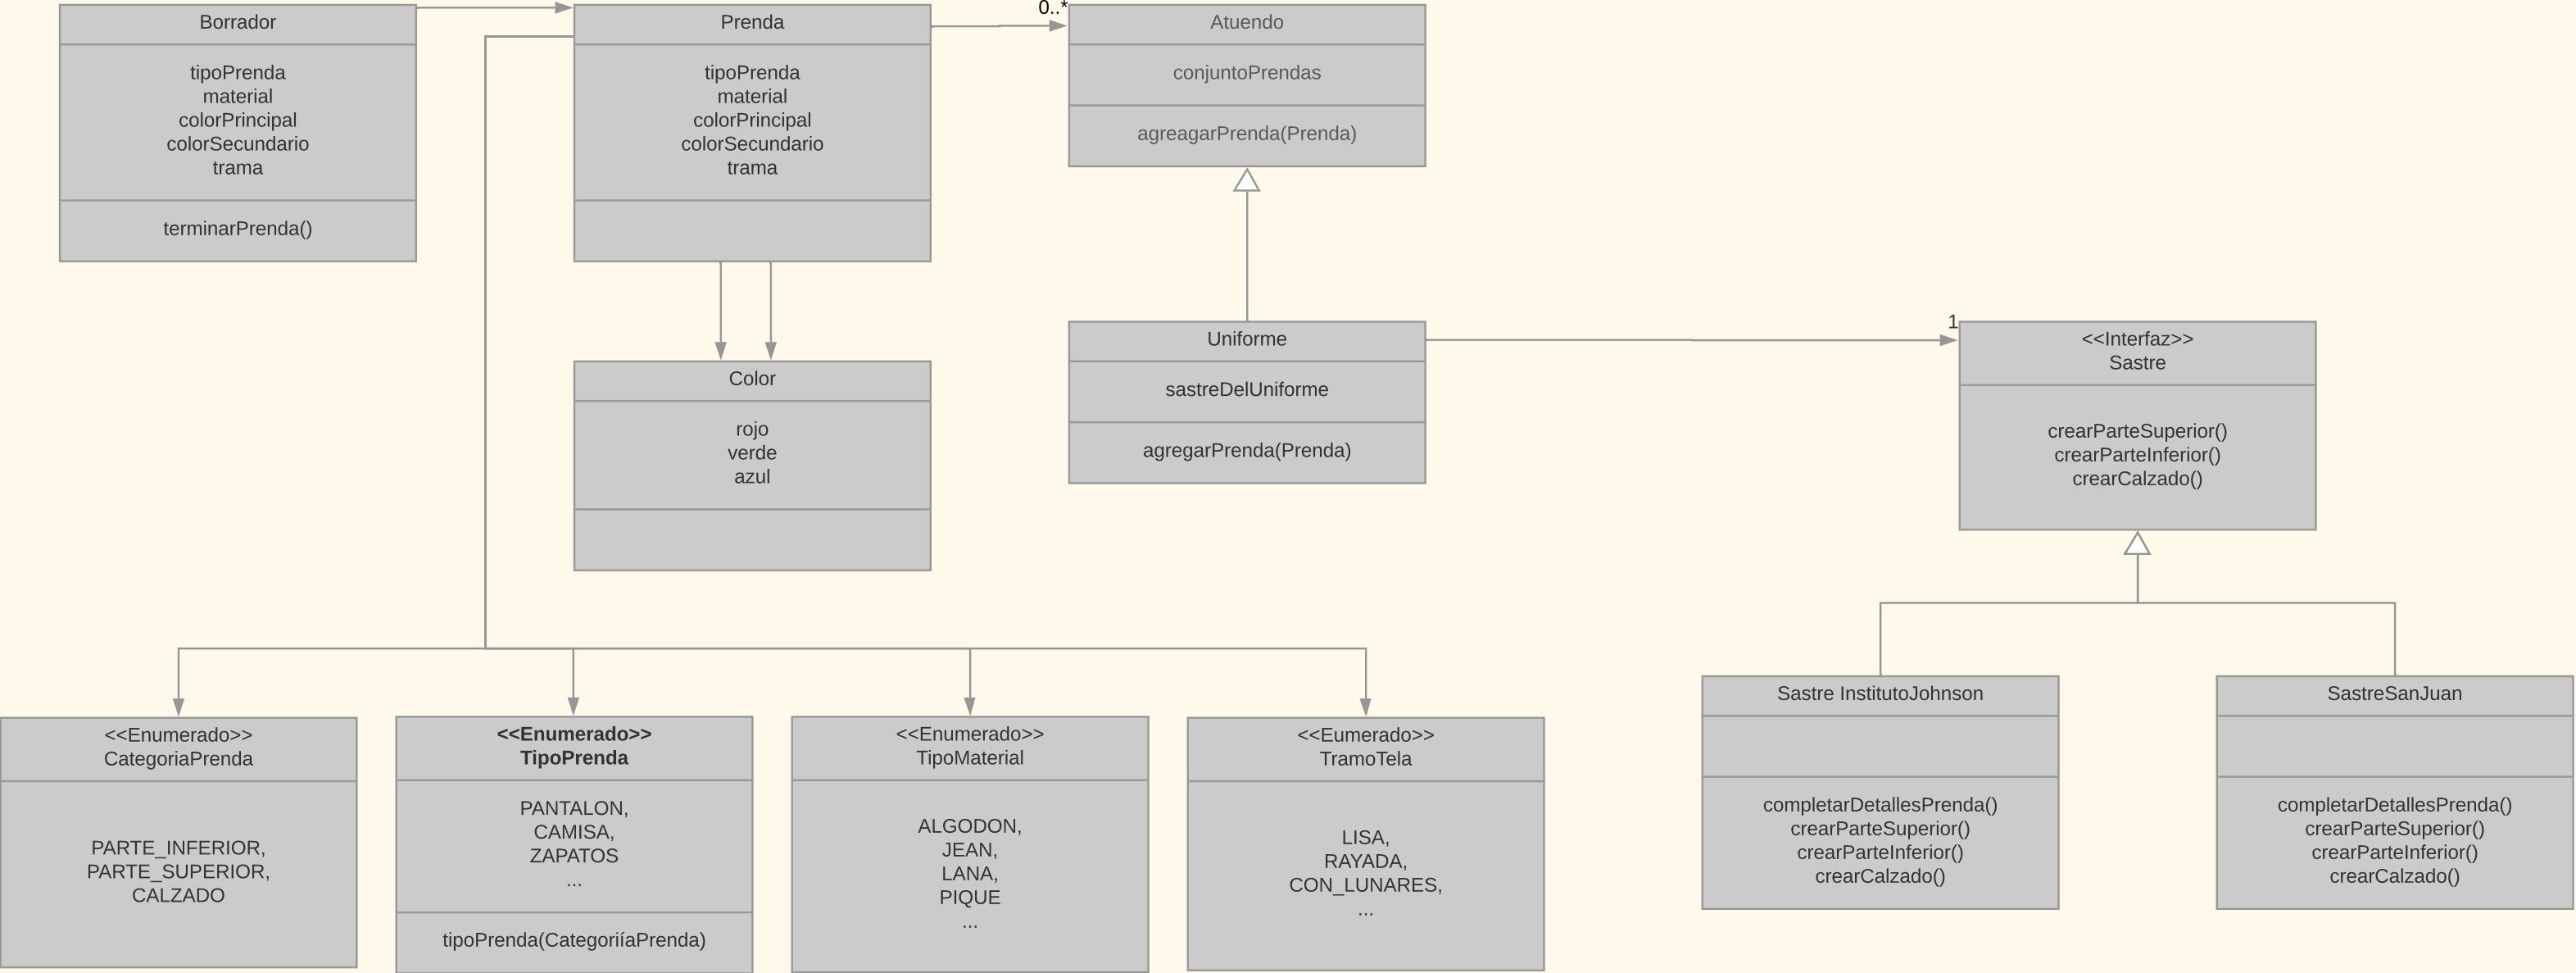 Borrador
tipoPrenda
material
colorPrincipal
colorSecundario
trama
terminarPrenda()
Prenda
tipoPrenda
material
colorPrincipal
colorSecundario
trama
0..*
Atuendo
conjuntoPrendas
agreagarPrenda(Prenda)
Color
rojo
verde
azul
Uniforme
sastreDelUniforme
agregarPrenda(Prenda)
1
<<Interfaz>>
Sastre
crearParteSuperior()
crearParteInferior()
crearCalzado()
<<Enumerado>>
CategoriaPrenda
PARTE_INFERIOR,
PARTE_SUPERIOR,
CALZADO
<<Enumerado>>
TipoPrenda
PANTALON,
CAMISA,
ZAPATOS
...
tipoPrenda(CategoriíaPrenda)
<<Enumerado>>
TipoMaterial
ALGODON,
JEAN,
LANA,
PIQUE
...
<<Eumerado>>
TramoTela
LISA,
RAYADA,
CON_LUNARES,
...
Sastre InstitutoJohnson
completarDetallesPrenda()
crearParteSuperior()
crearParteInferior()
crearCalzado()
SastreSanJuan
completarDetallesPrenda()
crearParteSuperior()
crearParteInferior()
crearCalzado()